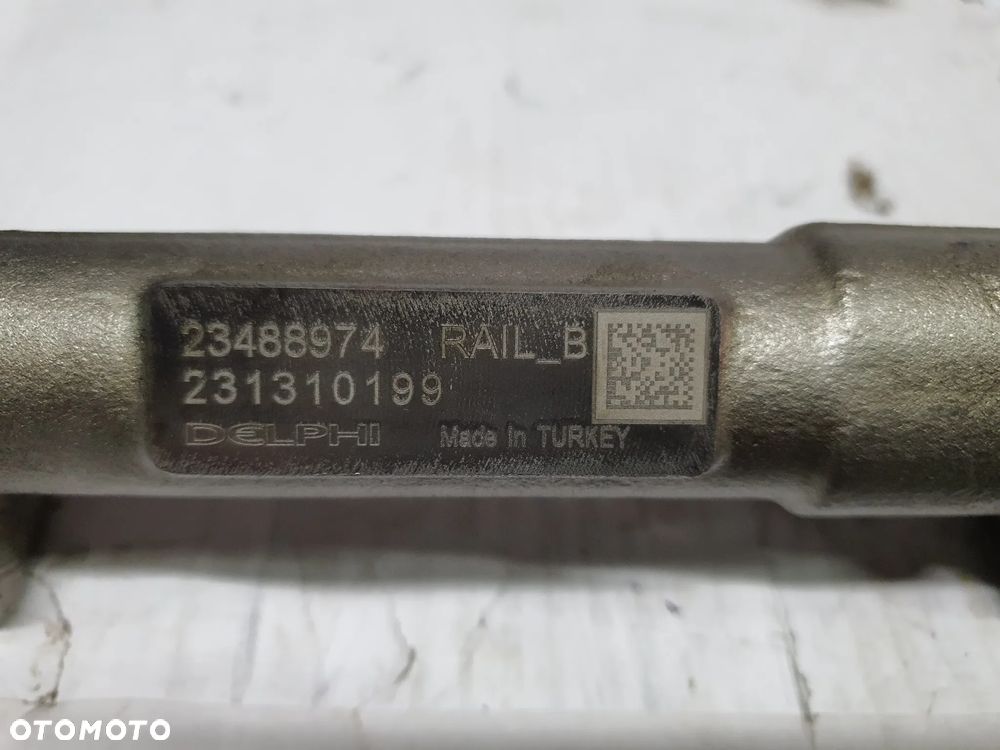 23488974 RAIL_B
231310199
DELPHI Made in TURKEY
OTOMOTO